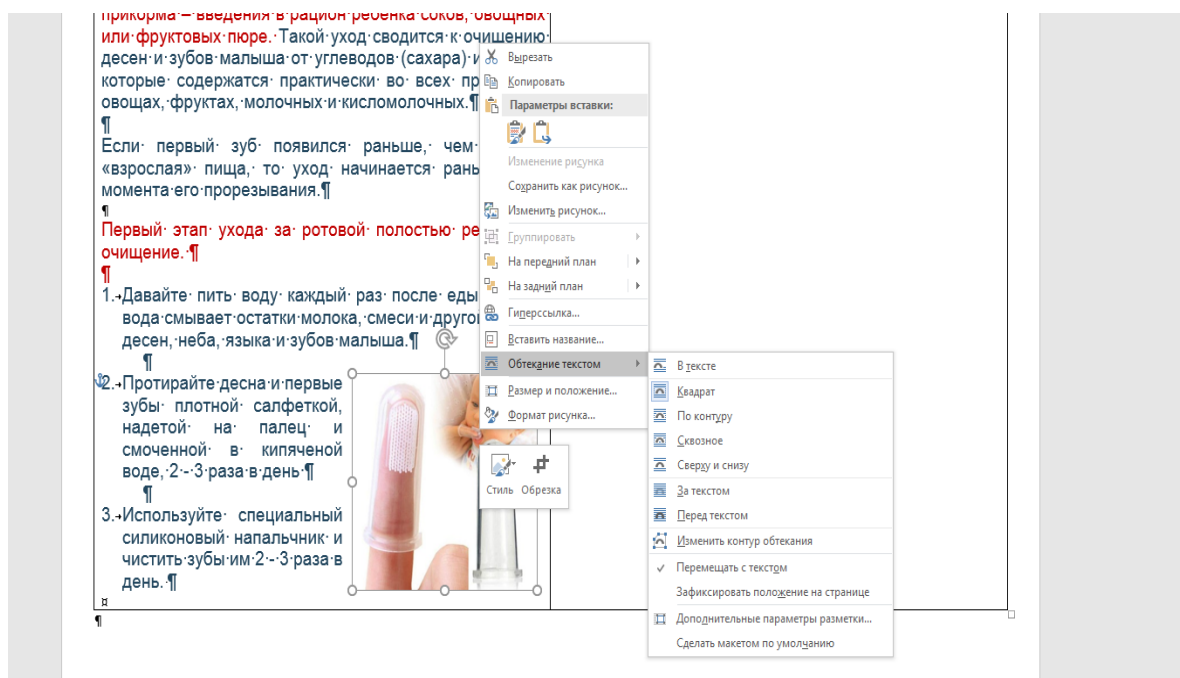 прикорма – введения в рацион ребенка соков, овощных
или фруктовых пюре. Такой уход сводится к очищению
десен и зубов малыша от углеводов (сахара) и
которые содержатся практически во всех пр
овощах, фруктах, молочных и кисломолочных.¶
¶
Если первый зуб появился раньше, чем
«взрослая» пища, то уход начинается рань
момента его прорезывания.¶
¶
Первый этап ухода за ротовой полостью ре
очищение. ¶
¶
1. Давайте пить воду каждый раз после еды
вода смывает остатки молока, смеси и друго
десен, неба, языка и зубов малыша.¶
¶
2. Протирайте десна и первые
зубы плотной салфеткой,
надетой на палец и
смоченной в кипяченой
воде, 2 - 3 раза в день ¶
¶
3. Используйте специальный
силиконовый напальчник и
чистить зубы им 2 - 3 раза в
день. ¶
¤
¶
Вырезать
Копировать
Параметры вставки:
Изменение рисунка
Сохранить как рисунок...
Изменить рисунок...
Группировать
На передний план
На задний план
Гиперссылка...
Вставить название...
Обтекание текстом
Размер и положение...
Формат рисунка...
Стиль Обрезка
В тексте
Квадрат
По контуру
Сквозное
Сверху и снизу
За текстом
Перед текстом
Изменить контур обтекания
Перемещать с текстом
Зафиксировать положение на странице
Дополнительные параметры разметки...
Сделать макетом по умолчанию